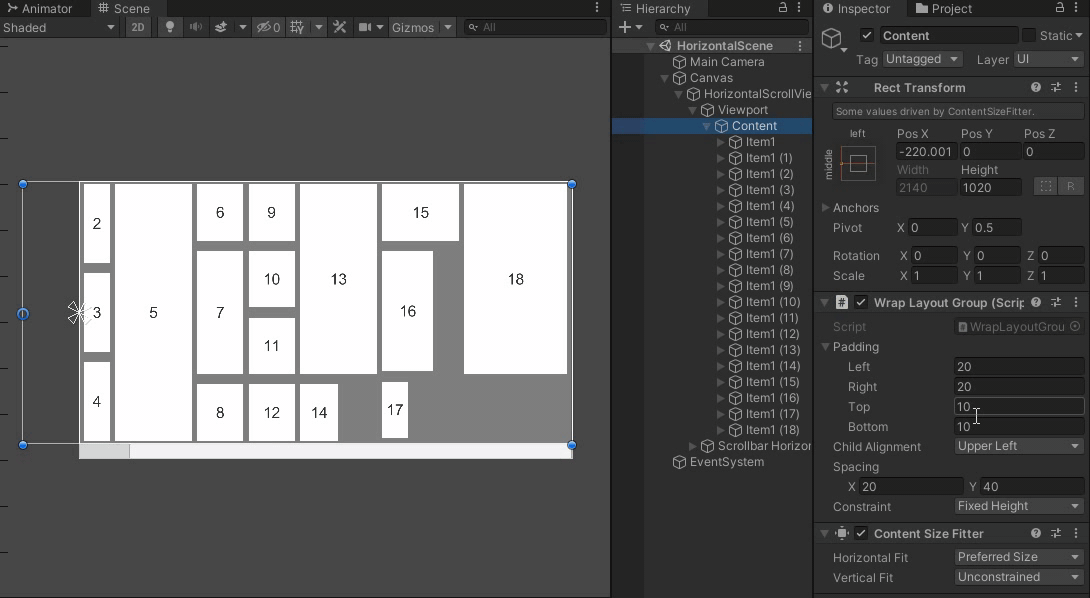 Animator
Scene
Shaded
2D
0
Gizmos
All
2
3
4
5
6
7
8
9
10
11
12
13
14
15
16
17
18
Hierarchy
All
HorizontalScene
Main Camera
Canvas
HorizontalScrollVie
Viewport
Content
Item1
Item1 (1)
Item1 (2)
Item1 (3)
Item1 (4)
Item1 (5)
Item1 (6)
Item1 (7)
Item1 (8)
Item1 (9)
Item1 (10)
Item1 (11)
Item1 (12)
Item1 (13)
Item1 (14)
Item1 (15)
Item1 (16)
Item1 (17)
Item1 (18)
Scrollbar Horizor
EventSystem
Inspector
Project
Content
Static
Tag Untagged Layer UI
Rect Transform
Some values driven by ContentSizeFitter.
left
middle
Pos X Pos Y Pos Z
-220.001 0 0
Width Height
2140 1020
R
Anchors
Pivot X 0 Y 0.5
Rotation X 0 Y 0 Z 0
Scale X 1 Y 1 Z 1
# Wrap Layout Group (Scrip
Script WrapLayoutGrou
Padding
Left 20
Right 20
Top 10
Bottom 10
Child Alignment Upper Left
Spacing
X 20 Y 40
Constraint Fixed Height
Content Size Fitter
Horizontal Fit Preferred Size
Vertical Fit Unconstrained